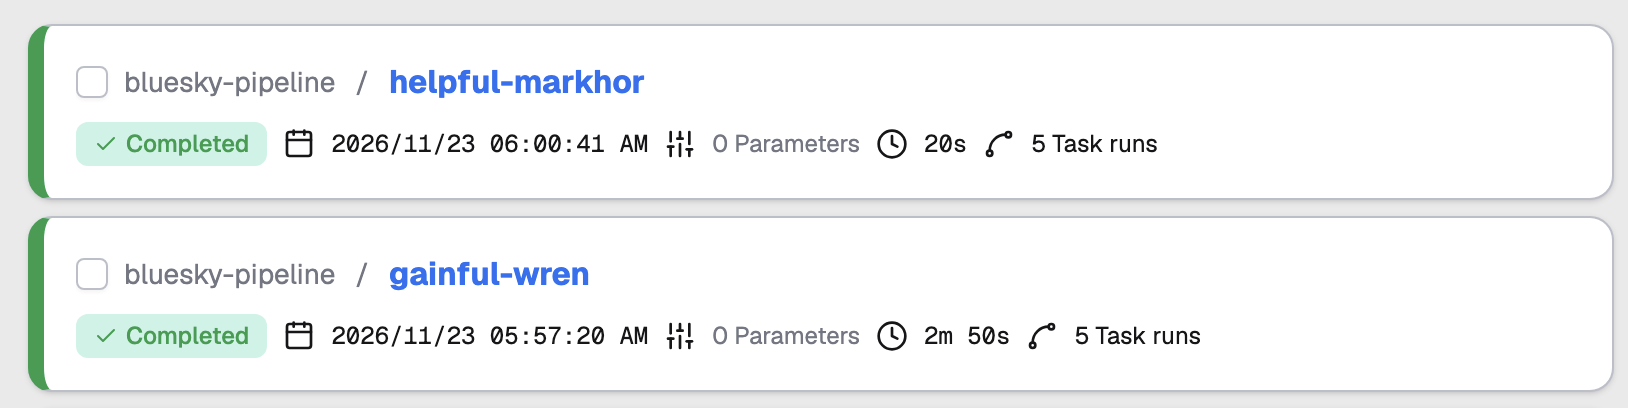 bluesky-pipeline / helpful-markhor
Completed 2026/11/23 06:00:41 AM 0 Parameters 20s 5 Task runs
bluesky-pipeline / gainful-wren
Completed 2026/11/23 05:57:20 AM 0 Parameters 2m 50s 5 Task runs